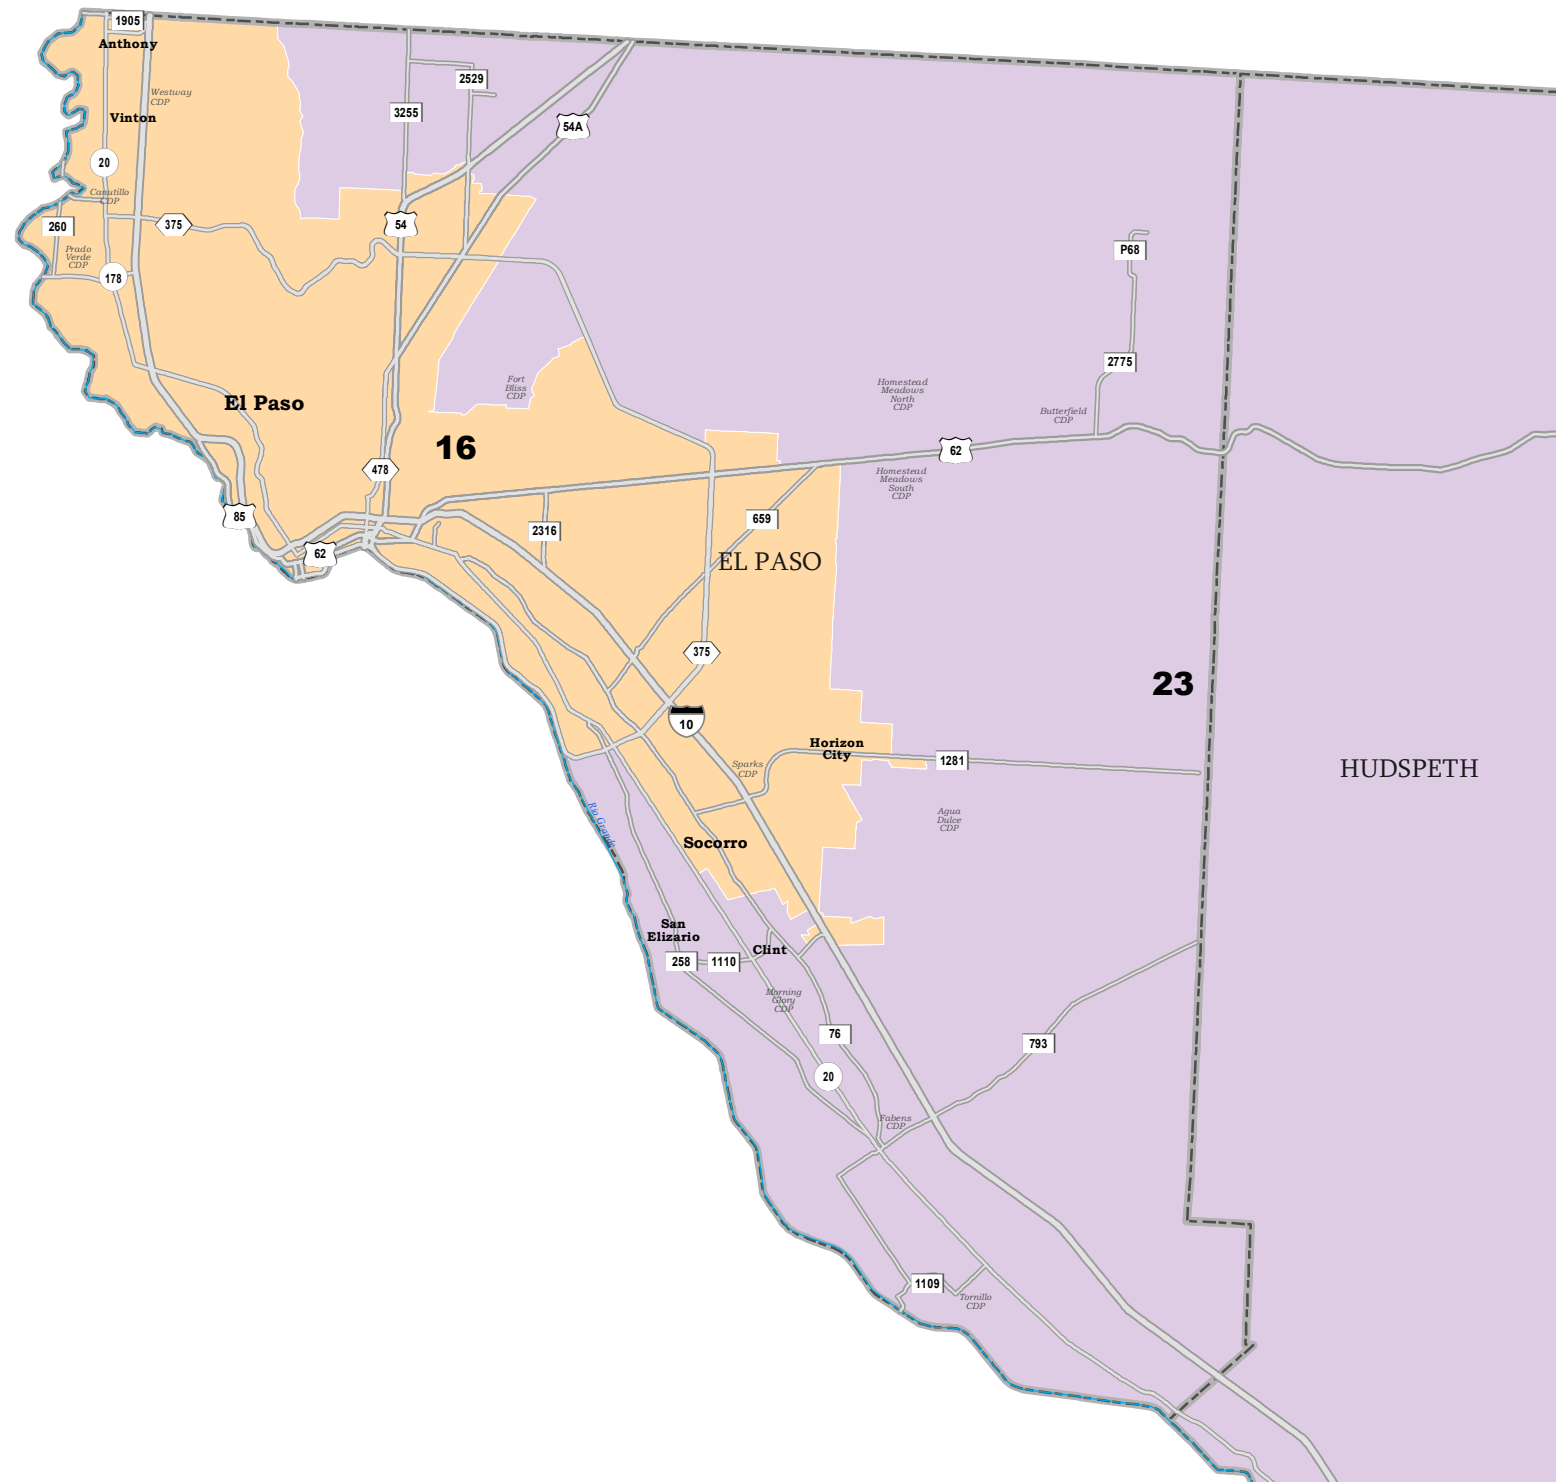 1905
Anthony
2529
Westway
CDP
3255
Vinton
54A
20
Canutillo
CDP
260
375
54
Prado
Verde
CDP
P68
178
2775
Fort
Bliss
CDP
Homestead
Meadows
North
CDP
El Paso
Butterfield
CDP
16
62
478
Homestead
Meadows
South
CDP
85
659
2316
62
EL PASO
375
23
10
Horizon
City
1281
HUDSPETH
Sparks
CDP
Rio Grande
Agua
Dulce
CDP
Socorro
San
Elizario
Clint
258
1110
Morning
Glory
CDP
76
793
20
Fabens
CDP
1109
Tornillo
CDP